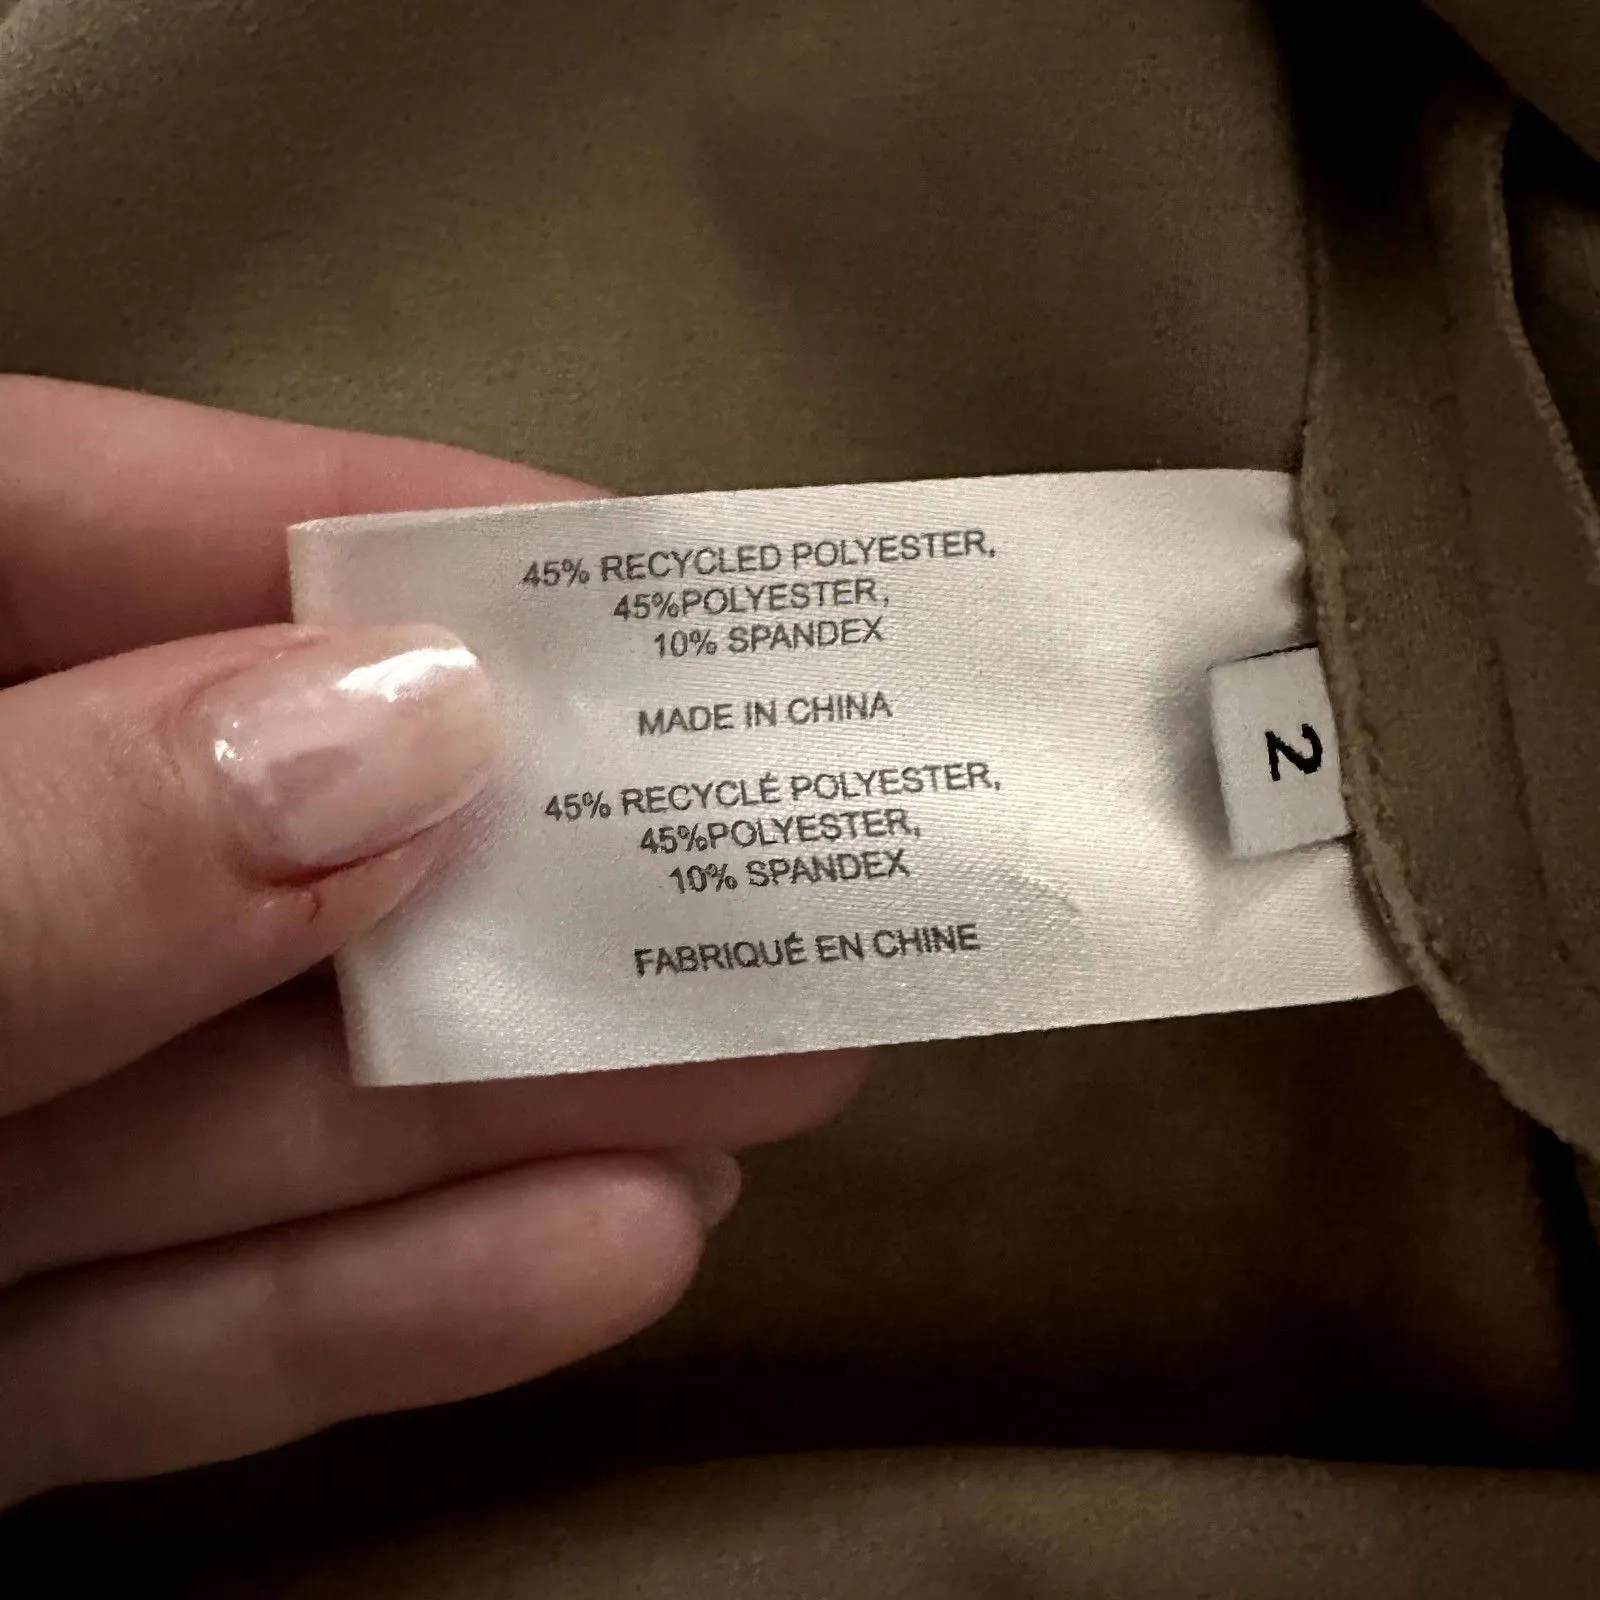 45% RECYCLED POLYESTER,
45%POLYESTER,
10% SPANDEX
MADE IN CHINA
45% RECYCLÉ POLYESTER,
45%POLYESTER,
10% SPANDEX
FABRIQUÉ EN CHINE
2